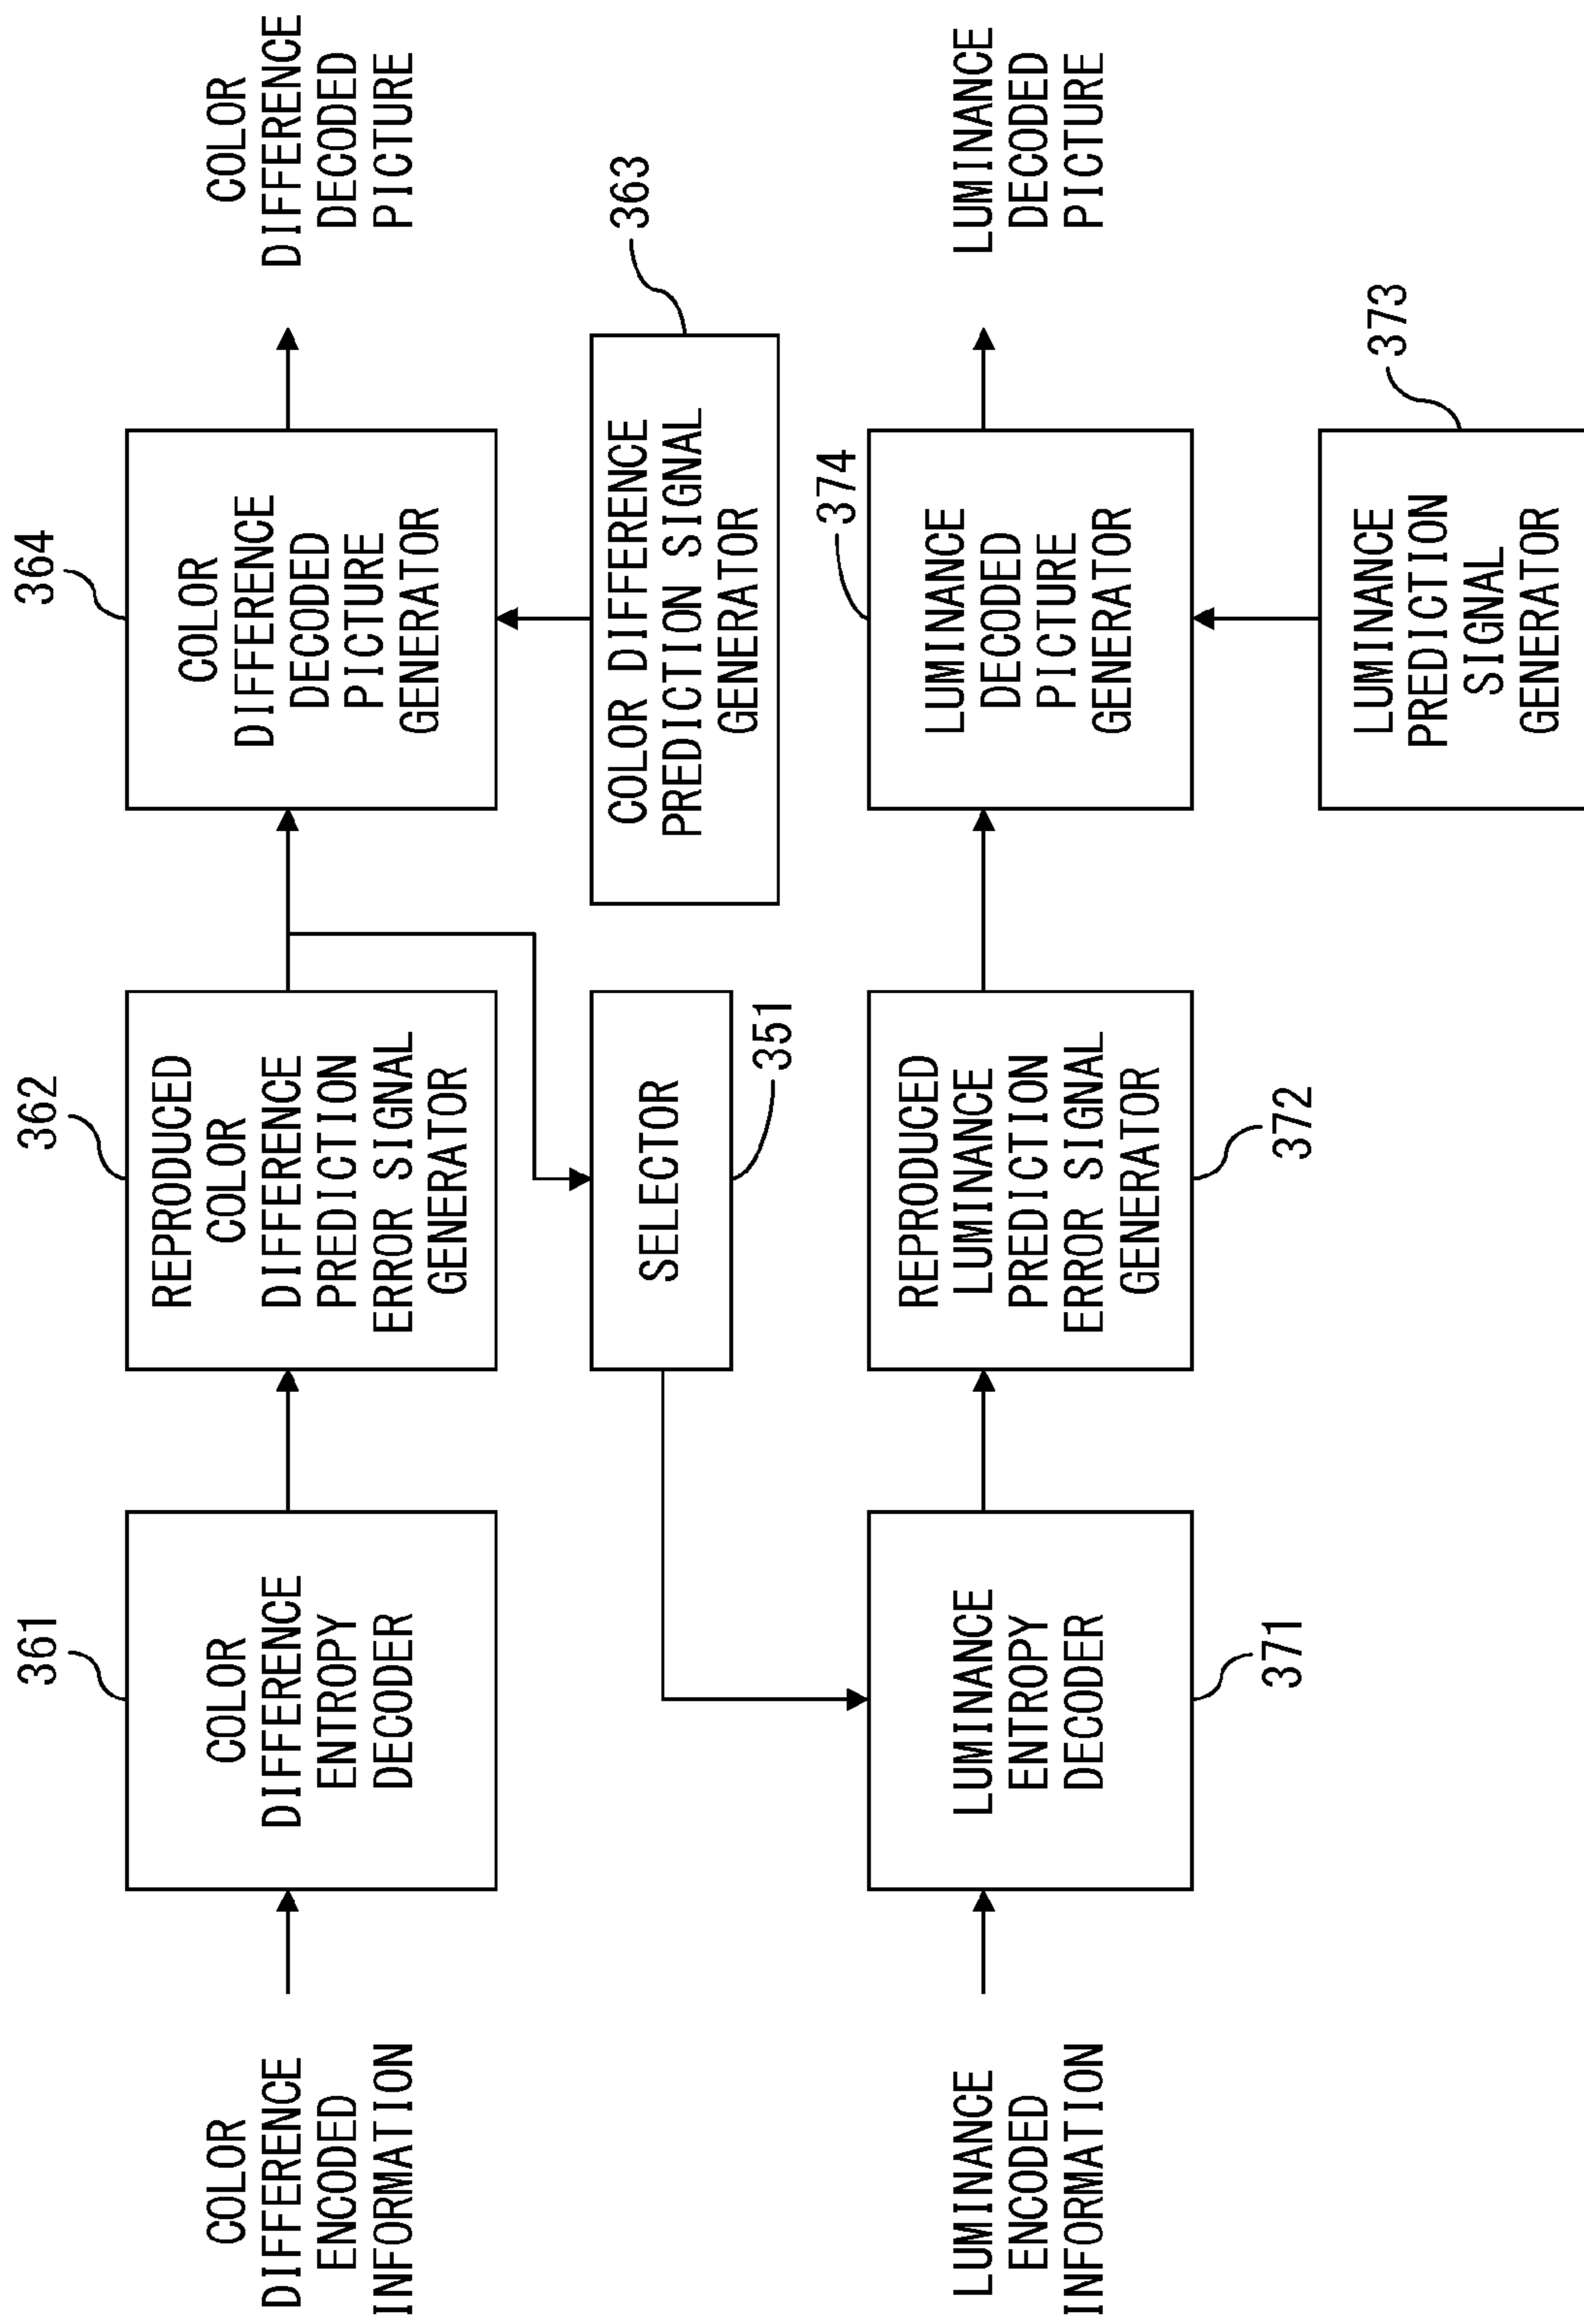 361
362
364
COLOR
DIFFERENCE
ENCODED
INFORMATION
COLOR
DIFFERENCE
ENTROPY
DECODER
REPRODUCED
COLOR
DIFFERENCE
PREDICTION
ERROR SIGNAL
GENERATOR
COLOR
DIFFERENCE
DECODED
PICTURE
GENERATOR
COLOR
DIFFERENCE
DECODED
PICTURE
SELECTOR
351
COLOR DIFFERENCE
PREDICTION SIGNAL
GENERATOR
363
374
LUMINANCE
ENCODED
INFORMATION
LUMINANCE
ENTROPY
DECODER
REPRODUCED
LUMINANCE
PREDICTION
ERROR SIGNAL
GENERATOR
LUMINANCE
DECODED
PICTURE
GENERATOR
LUMINANCE
DECODED
PICTURE
371
372
LUMINANCE
PREDICTION
SIGNAL
GENERATOR
373